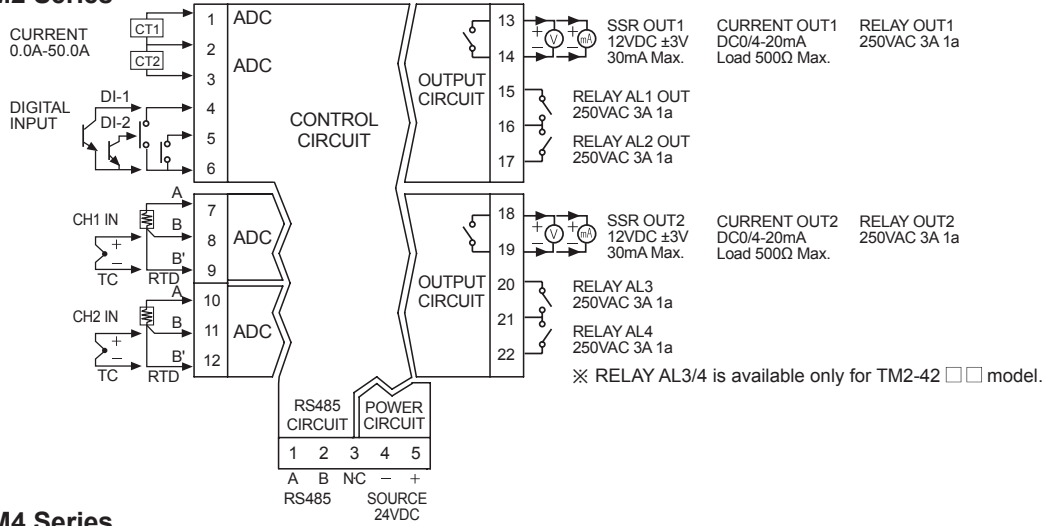 M2 Series
CURRENT
0.0A-50.0A
CT1
CT2
1
2
3
ADC
ADC
DIGITAL
INPUT
DI-1
DI-2
4
5
6
CONTROL
CIRCUIT
CH1 IN
A
B
B'
+
−
TC
RTD
7
8
9
ADC
CH2 IN
A
B
B'
+
−
TC
RTD
10
11
12
ADC
OUTPUT
CIRCUIT
13
14
15
16
17
+
−
V
+
−
mA
SSR OUT1
12VDC ±3V
30mA Max.
CURRENT OUT1
DC0/4-20mA
Load 500Ω Max.
RELAY OUT1
250VAC 3A 1a
RELAY AL1 OUT
250VAC 3A 1a
RELAY AL2 OUT
250VAC 3A 1a
OUTPUT
CIRCUIT
18
19
20
21
22
+
−
V
+
−
mA
SSR OUT2
12VDC ±3V
30mA Max.
CURRENT OUT2
DC0/4-20mA
Load 500Ω Max.
RELAY OUT2
250VAC 3A 1a
RELAY AL3
250VAC 3A 1a
RELAY AL4
250VAC 3A 1a
※ RELAY AL3/4 is available only for TM2-42 □ □ model.
RS485
CIRCUIT
POWER
CIRCUIT
1 2 3 4 5
A B N·C − +
RS485
SOURCE
24VDC
M4 Series